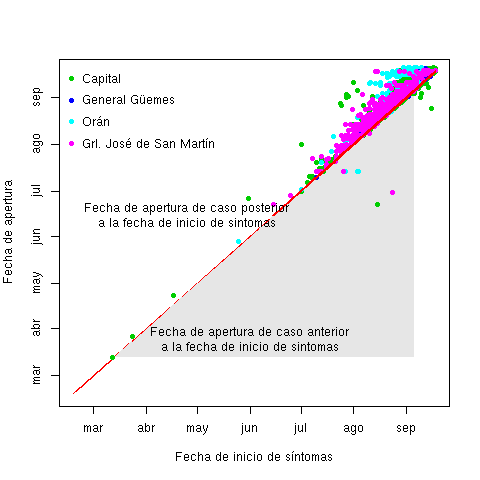 Capital
General Güemes
Orán
Grl. José de San Martín
Fecha de apertura de caso posterior
a la fecha de inicio de sintomas
Fecha de apertura de caso anterior
a la fecha de inicio de sintomas
Fecha de apertura
sep
ago
jul
jun
may
abr
mar
mar abr may jun jul ago sep
Fecha de inicio de síntomas